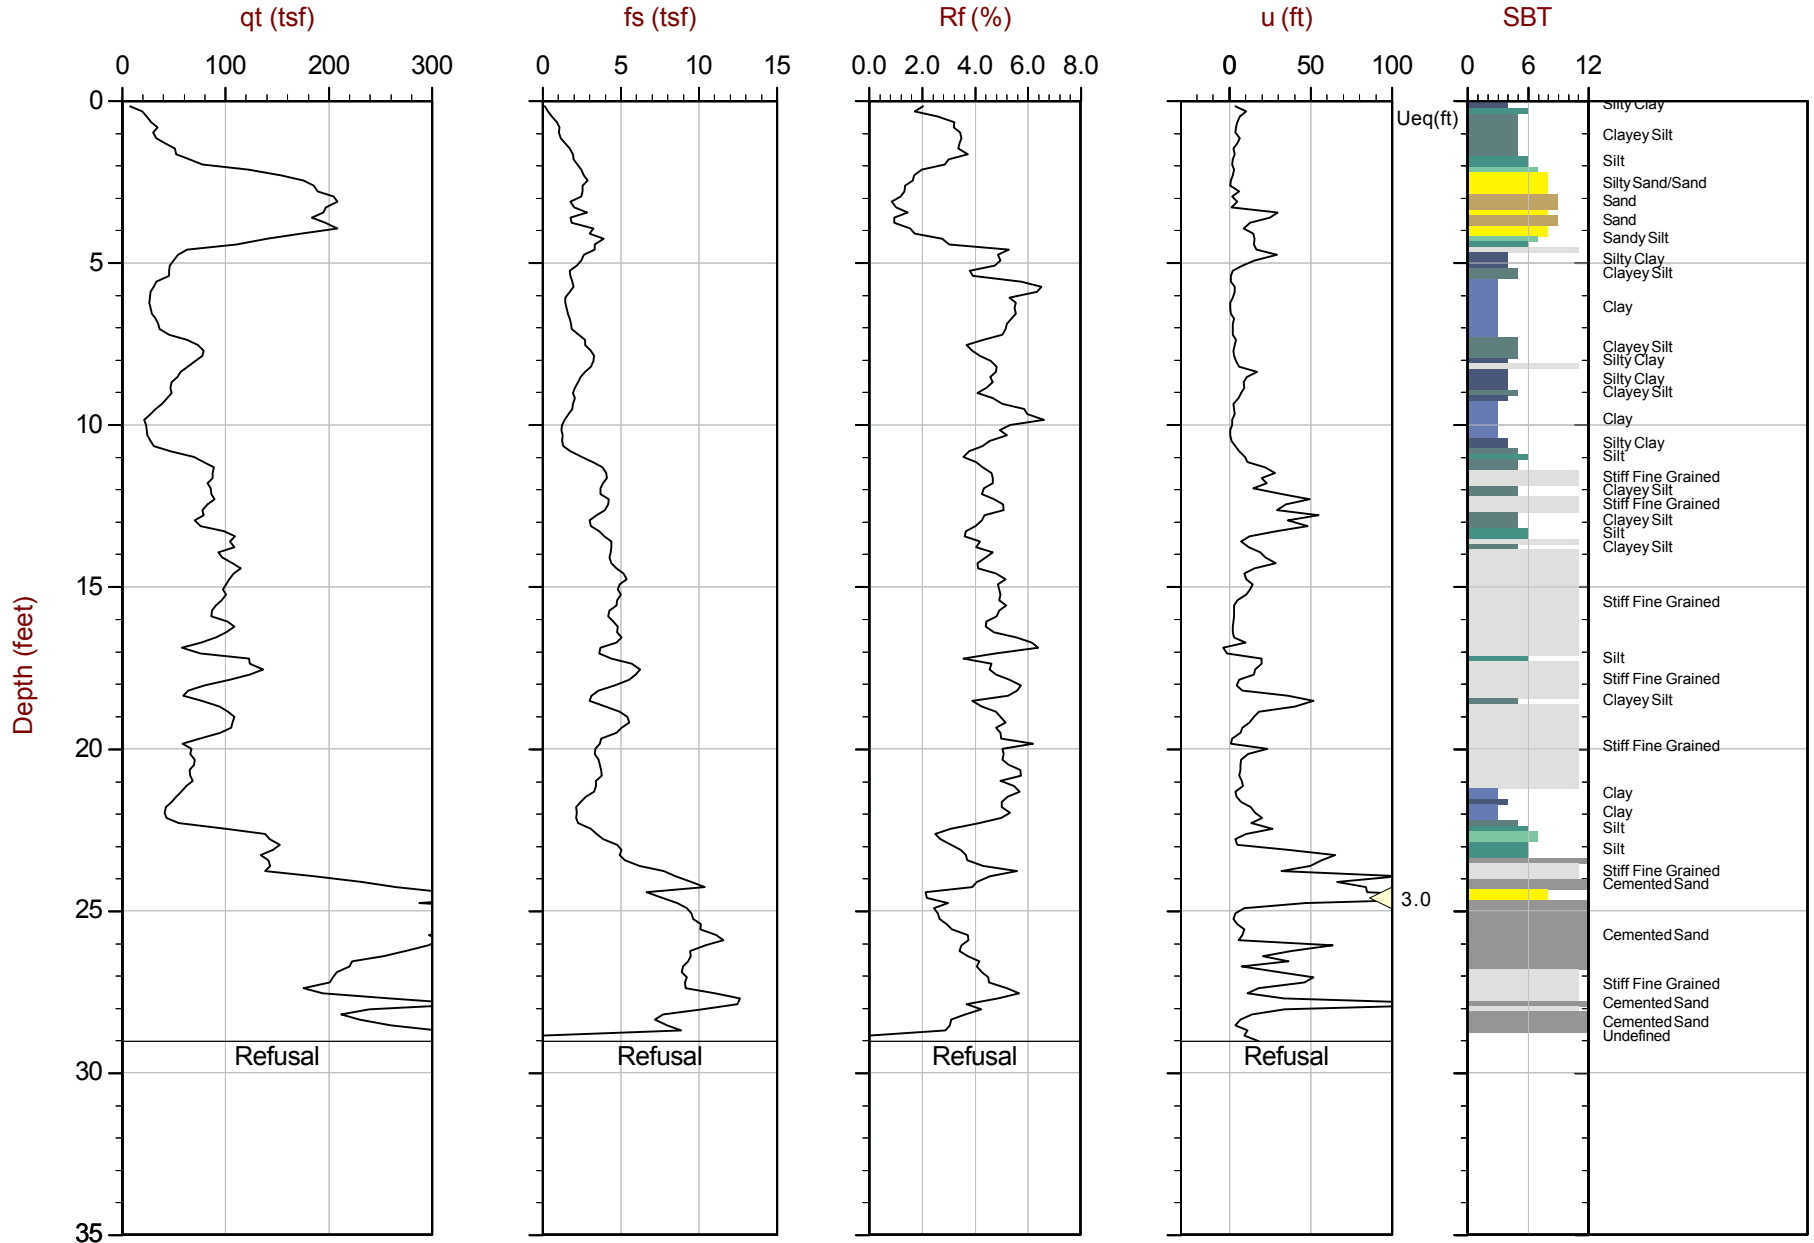 qt (tsf) fs (tsf) Rf (%) u (ft) SBT
0 100 200 300 0 5 10 15 0.0 2.0 4.0 6.0 8.0 0 50 100 0 6 12
0
5
10
15
20
25
30
35
Depth (feet)
Ueq(ft)
3.0
Silty Clay
Clayey Silt
Silt
Silty Sand/Sand
Sand
Sand
Sandy Silt
Silty Clay
Clayey Silt
Clay
Clayey Silt
Silty Clay
Silty Clay
Clayey Silt
Clay
Silty Clay
Silt
Stiff Fine Grained
Clayey Silt
Stiff Fine Grained
Clayey Silt
Silt
Clayey Silt
Stiff Fine Grained
Silt
Stiff Fine Grained
Clayey Silt
Stiff Fine Grained
Clay
Clay
Silt
Silt
Stiff Fine Grained
Cemented Sand
Cemented Sand
Stiff Fine Grained
Cemented Sand
Cemented Sand
Undefined
Refusal Refusal Refusal Refusal